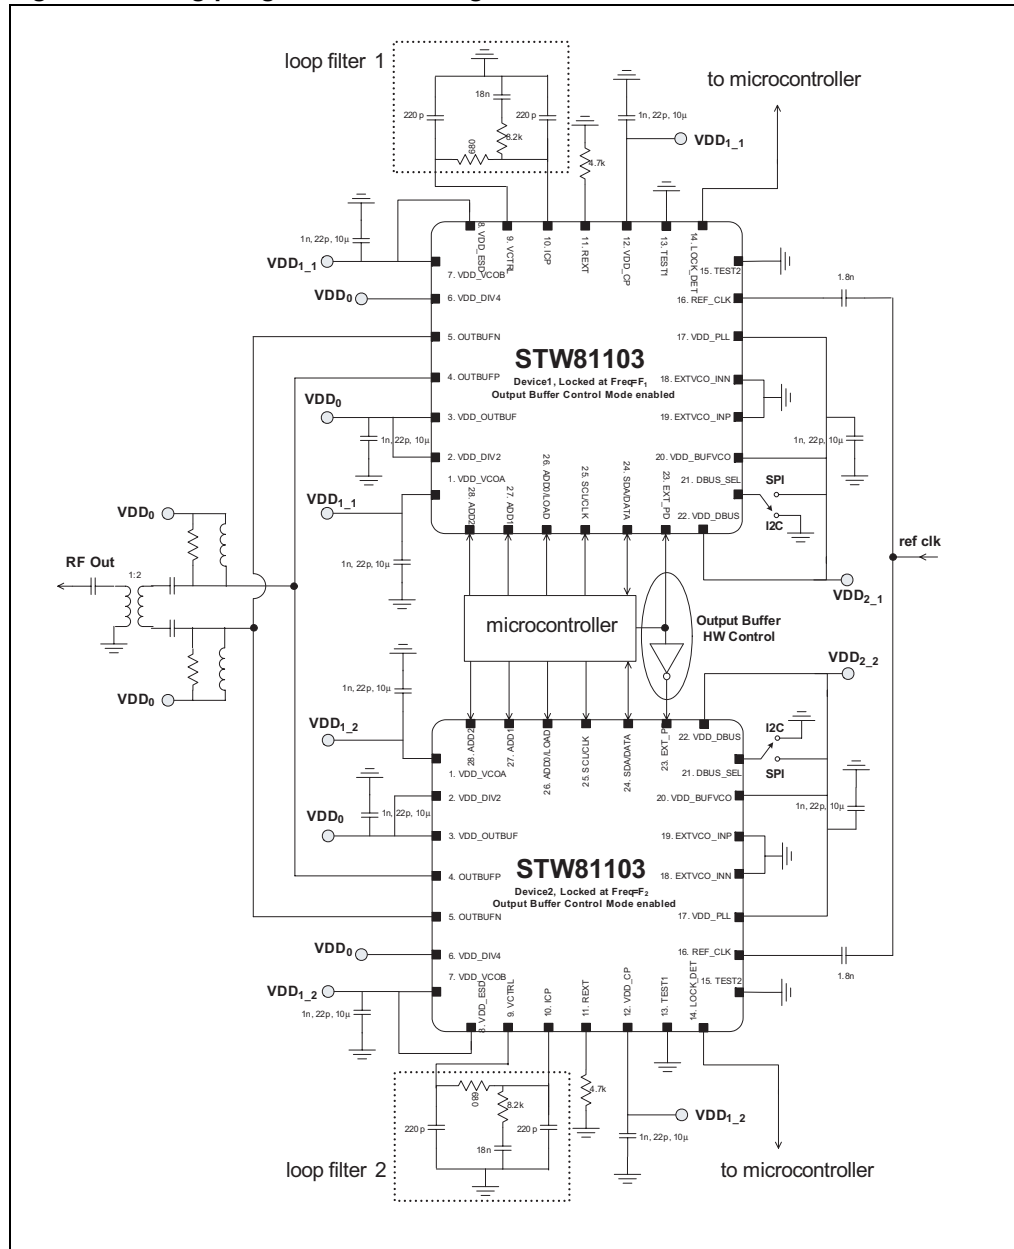 loop filter 1
to microcontroller
18n
220p
220p
8.2k
680
4.7k
1n, 22p, 10µ
VDD1_1
1n, 22p, 10µ
VDD1_1
8. VDD_ESD
9. VCTRL
10. ICP
11. REXT
12. VDD_CP
13. TEST1
14. LOCK_DET
7. VDD_VCOB
15. TEST2
1.8n
VDD0
6. VDD_DIV4
16. REF_CLK
5. OUTBUFN
17. VDD_PLL
STW81103
Device1, Locked at Freq=F1
Output Buffer Control Mode enabled
4. OUTBUFP
18. EXTVCO_INN
VDD0
3. VDD_OUTBUF
19. EXTVCO_INP
1n, 22p, 10µ
1n, 22p, 10µ
2. VDD_DIV2
20. VDD_BUFVCO
1. VDD_VCOA
21. DBUS_SEL
SPI
I2C
VDD1_1
28. ADD2
27. ADD1
26. ADD0/LOAD
25. SCL/CLK
24. SDA/DATA
23. EXT_PD
22. VDD_DBUS
VDD0
ref clk
RF Out
1:2
1n, 22p, 10µ
VDD2_1
microcontroller
Output Buffer
HW Control
VDD0
1n, 22p, 10µ
VDD2_2
VDD1_2
28. ADD2
27. ADD1
26. ADD0/LOAD
25. SCL/CLK
24. SDA/DATA
22. VDD_DBUS
I2C
SPI
1. VDD_VCOA
21. DBUS_SEL
2. VDD_DIV2
20. VDD_BUFVCO
1n, 22p, 10µ
1n, 22p, 10µ
VDD0
3. VDD_OUTBUF
19. EXTVCO_INP
STW81103
Device2, Locked at Freq=F2
Output Buffer Control Mode enabled
4. OUTBUFP
18. EXTVCO_INN
5. OUTBUFN
17. VDD_PLL
VDD0
6. VDD_DIV4
16. REF_CLK
1.8n
7. VDD_VCOB
15. TEST2
VDD1_2
1n, 22p, 10µ
8. VDD_ESD
9. VCTRL
10. ICP
11. REXT
12. VDD_CP
13. TEST1
14. LOCK_DET
680
8.2k
4.7k
220p
220p
18n
VDD1_2
1n, 22p, 10µ
loop filter 2
to microcontroller